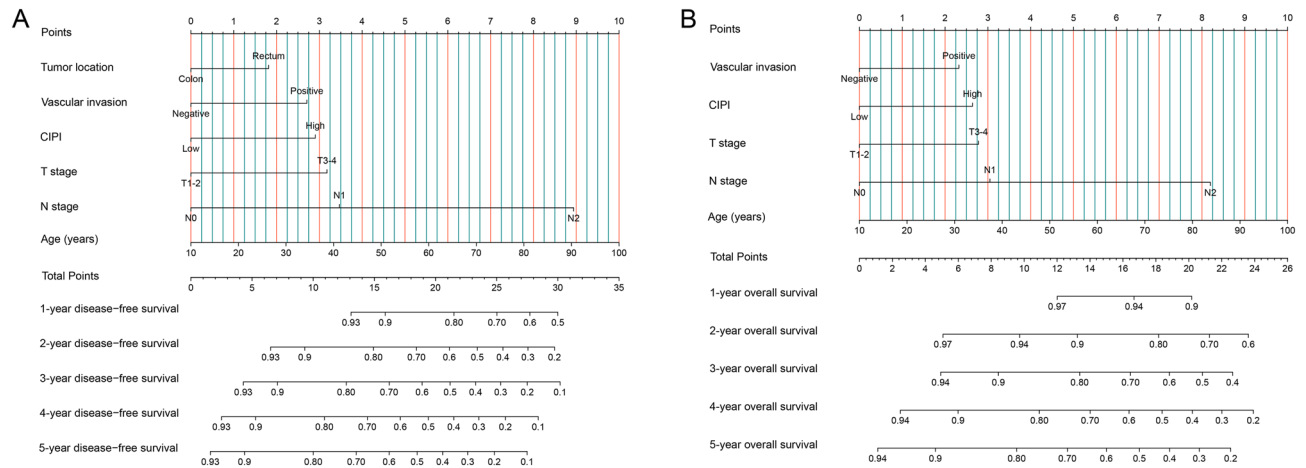 A
Points
0 1 2 3 4 5 6 7 8 9 10
Tumor location
Rectum
Colon
Vascular invasion
Positive
Negative
CIPI
High
Low
T stage
T3-4
T1-2
N stage
N1
N0 N2
Age (years)
10 20 30 40 50 60 70 80 90 100
Total Points
0 5 10 15 20 25 30 35
1-year disease-free survival
0.93 0.9 0.80 0.70 0.6 0.5
2-year disease-free survival
0.93 0.9 0.80 0.70 0.6 0.5 0.4 0.3 0.2
3-year disease-free survival
0.93 0.9 0.80 0.70 0.6 0.5 0.4 0.3 0.2 0.1
4-year disease-free survival
0.93 0.9 0.80 0.70 0.6 0.5 0.4 0.3 0.2 0.1
5-year disease-free survival
0.93 0.9 0.80 0.70 0.6 0.5 0.4 0.3 0.2 0.1
B
Points
0 1 2 3 4 5 6 7 8 9 10
Vascular invasion
Positive
Negative
CIPI
High
Low
T stage
T3-4
T1-2
N stage
N1
N0 N2
Age (years)
10 20 30 40 50 60 70 80 90 100
Total Points
0 2 4 6 8 10 12 14 16 18 20 22 24 26
1-year overall survival
0.97 0.94 0.9
2-year overall survival
0.97 0.94 0.9 0.80 0.70 0.6
3-year overall survival
0.94 0.9 0.80 0.70 0.6 0.5 0.4
4-year overall survival
0.94 0.9 0.80 0.70 0.6 0.5 0.4 0.3 0.2
5-year overall survival
0.94 0.9 0.80 0.70 0.6 0.5 0.4 0.3 0.2